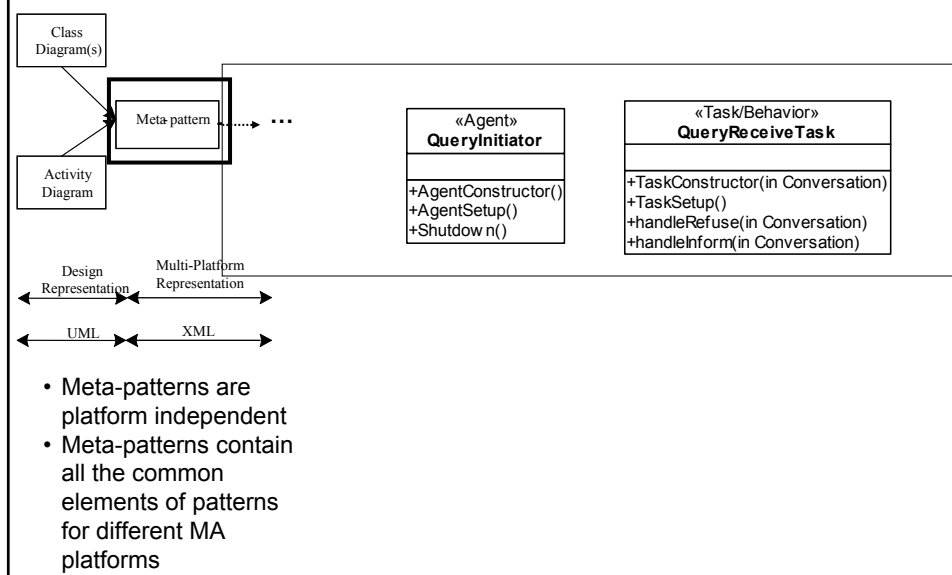 Class
Diagram(s)
Meta-pattern
...
Activity
Diagram
«Agent»
QueryInitiator
+AgentConstructor()
+AgentSetup()
+Shutdow n()
«Task/Behavior»
QueryReceiveTask
+TaskConstructor(in Conversation)
+TaskSetup()
+handleRefuse(in Conversation)
+handleInform(in Conversation)
Design
Representation
Multi-Platform
Representation
UML
XML
• Meta-patterns are
platform independent
• Meta-patterns contain
all the common
elements of patterns
for different MA
platforms